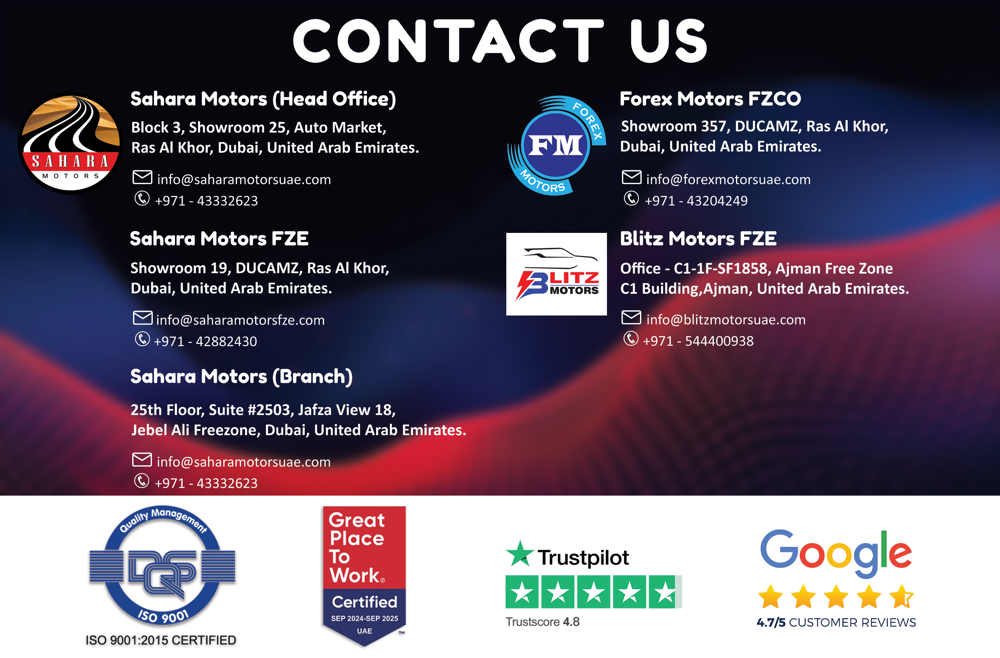 CONTACT US
SAHARA
MOTORS
Sahara Motors (Head Office)
Block 3, Showroom 25, Auto Market,
Ras Al Khor, Dubai, United Arab Emirates.
info@saharamotorsuae.com
+971 - 43332623
Sahara Motors FZE
Showroom 19, DUCAMZ, Ras Al Khor,
Dubai, United Arab Emirates.
info@saharamotorsfze.com
+971 - 42882430
Sahara Motors (Branch)
25th Floor, Suite #2503, Jafza View 18,
Jebel Ali Freezone, Dubai, United Arab Emirates.
info@saharamotorsuae.com
+971 - 43332623
FOREX
FM
MOTORS
Forex Motors FZCO
Showroom 357, DUCAMZ, Ras Al Khor,
Dubai, United Arab Emirates.
info@forexmotorsuae.com
+971 - 43204249
BLITZ
MOTORS
Blitz Motors FZE
Office - C1-1F-SF1858, Ajman Free Zone
C1 Building,Ajman, United Arab Emirates.
info@blitzmotorsuae.com
+971 - 544400938
Quality Management
DQS
ISO 9001
ISO 9001:2015 CERTIFIED
Great
Place
To
Work®
Certified
SEP 2024-SEP 2025
UAE
™
Trustpilot
Trustscore 4.8
Google
4.7/5 CUSTOMER REVIEWS